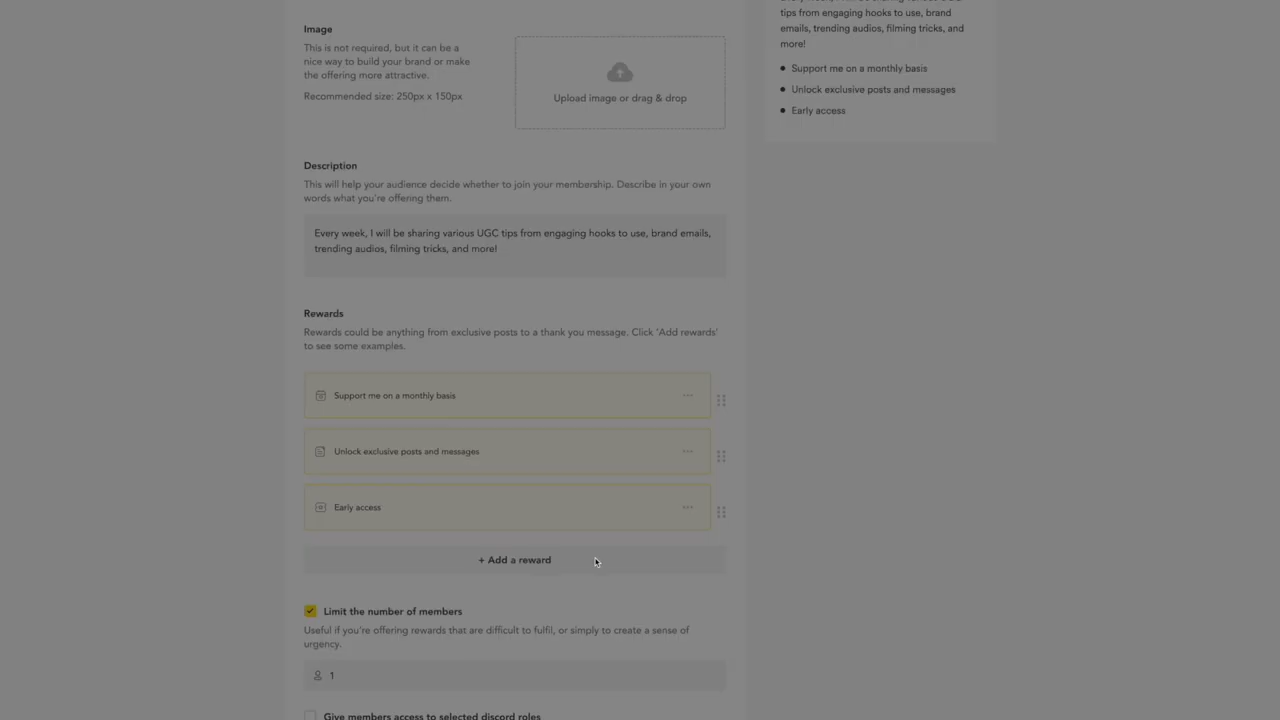 Image
This is not required, but it can be a
nice way to build your brand or make
the offering more attractive.
Recommended size: 250px x 150px
Upload image or drag & drop
Description
This will help your audience decide whether to join your membership. Describe in your own
words what you're offering them.
Every week, I will be sharing various UGC tips from engaging hooks to use, brand emails,
trending audios, filming tricks, and more!
Rewards
Rewards could be anything from exclusive posts to a thank you message. Click 'Add rewards'
to see some examples.
Support me on a monthly basis
Unlock exclusive posts and messages
Early access
+ Add a reward
Limit the number of members
Useful if you're offering rewards that are difficult to fulfil, or simply to create a sense of
urgency.
1
Give members access to selected discord roles
tips from engaging hooks to use, brand
emails, trending audios, filming tricks, and
more!
Support me on a monthly basis
Unlock exclusive posts and messages
Early access